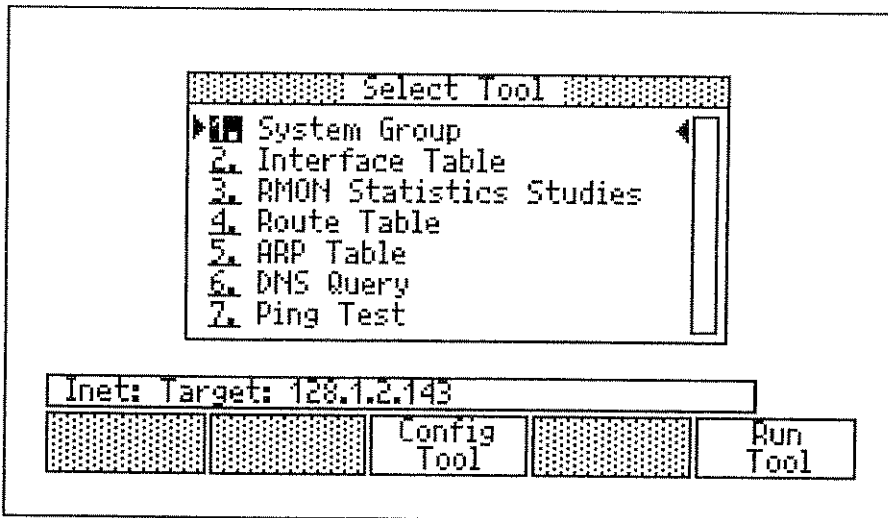 Select Tool
1. System Group
2. Interface Table
3. RMON Statistics Studies
4. Route Table
5. ARP Table
6. DNS Query
7. Ping Test
Inet: Target: 128.1.2.143
Config
Tool
Run
Tool